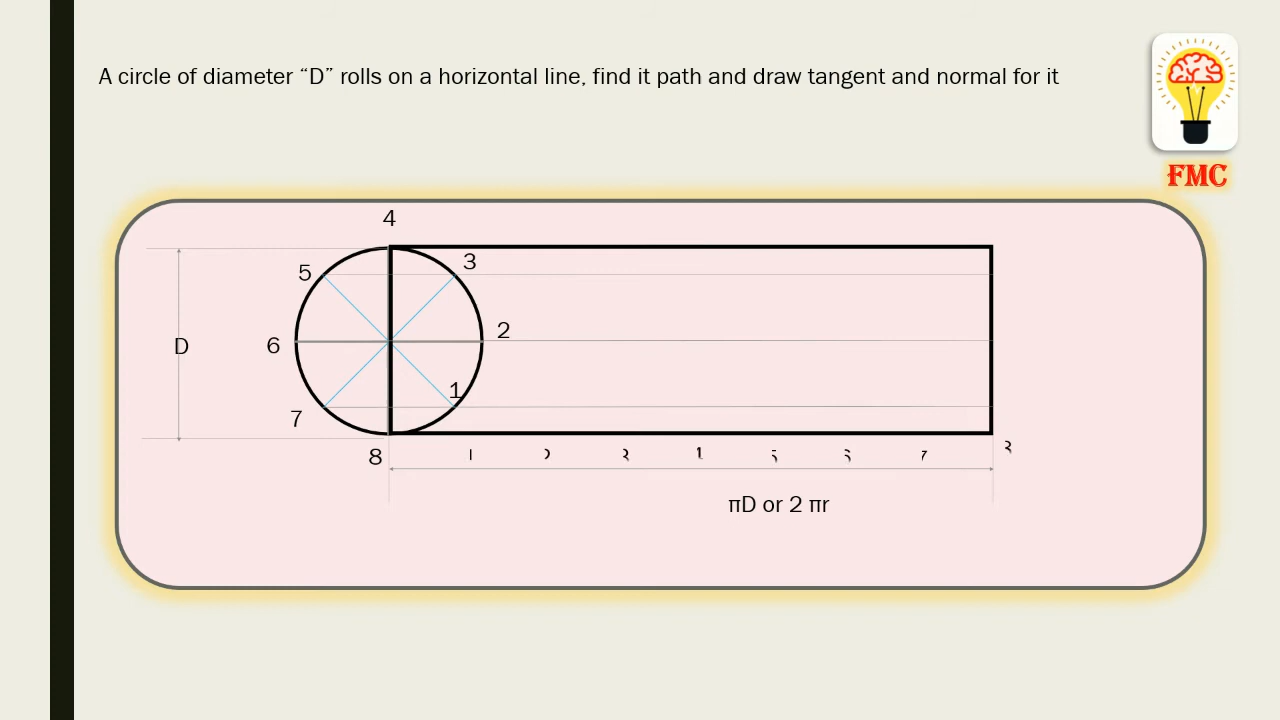 A circle of diameter “D” rolls on a horizontal line, find it path and draw tangent and normal for it
FMC
4
5
3
2
D
6
1
7
8
πD or 2 πr